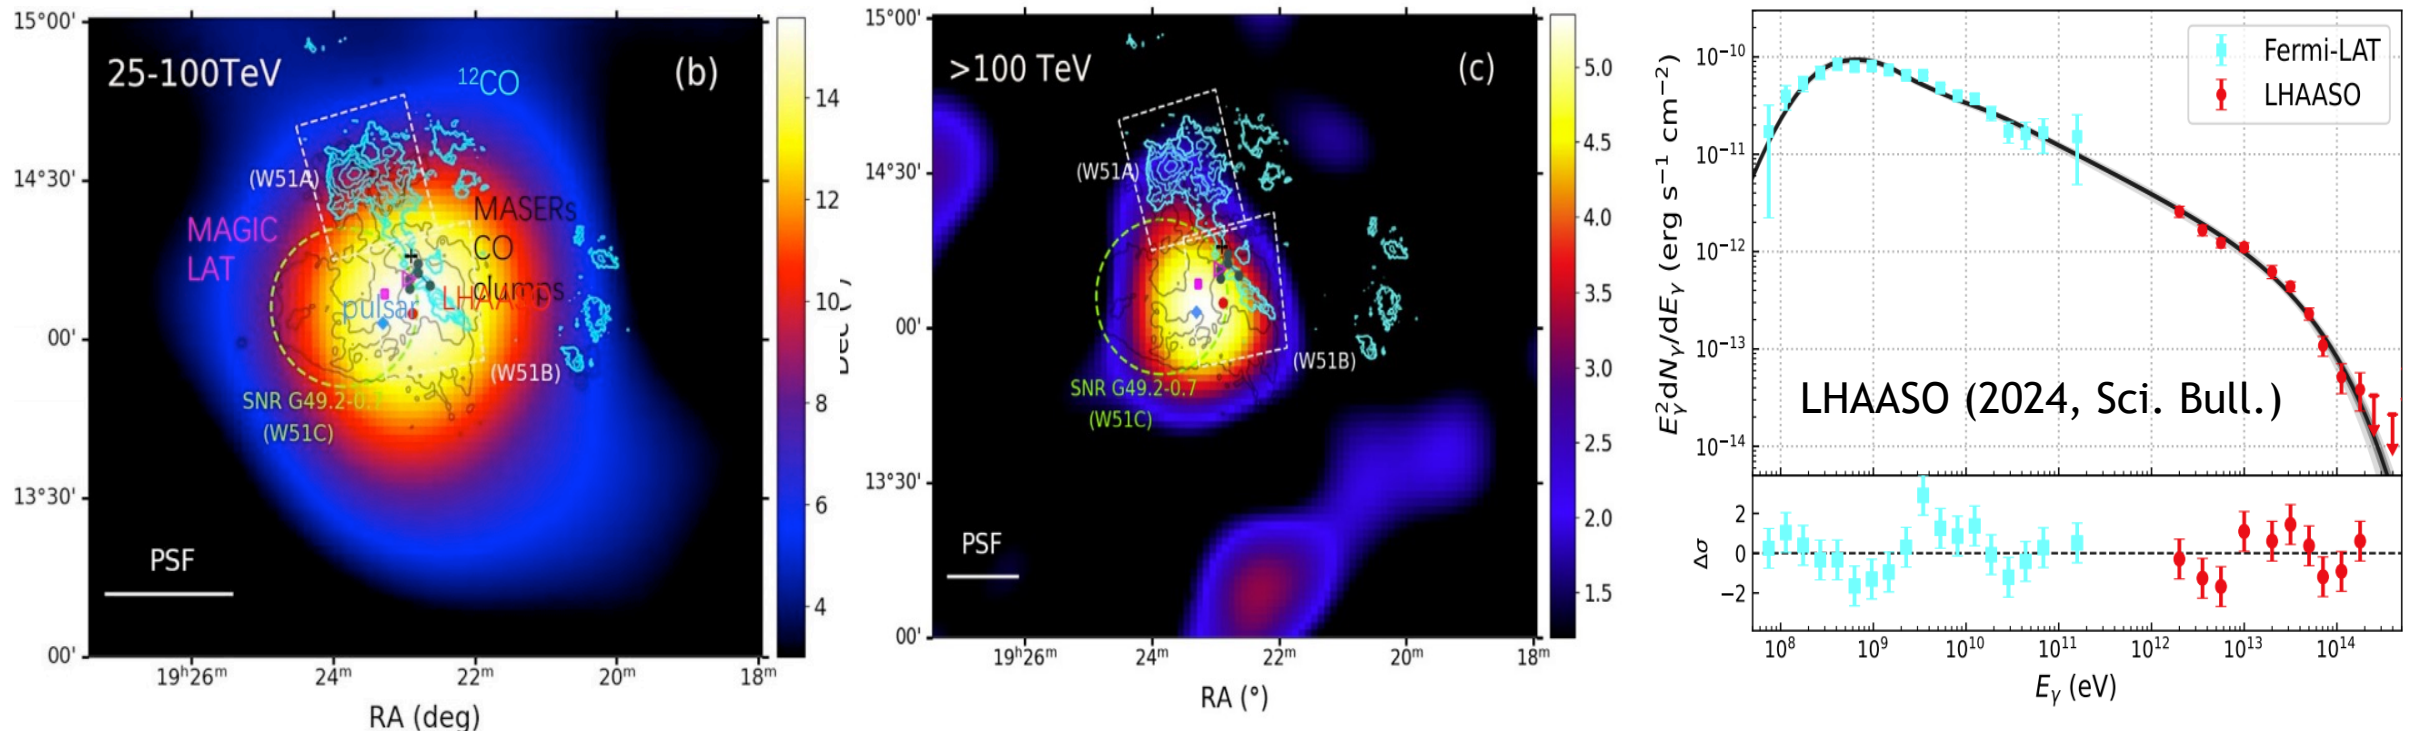 15°00'
14°30'
00'
13°30'
00'
25-100TeV
(b)
¹²CO
(W51A)
MAGIC
LAT
MASERs
CO
clumps
pulsar
LHAASO
(W51B)
SNR G49.2-0.7
(W51C)
PSF
19ʰ26ᵐ 24ᵐ 22ᵐ 20ᵐ 18ᵐ
RA (deg)
14
12
10
8
6
4
15°00'
14°30'
00'
13°30'
00'
>100 TeV
(c)
(W51A)
(W51B)
SNR G49.2-0.7
(W51C)
PSF
19ʰ26ᵐ 24ᵐ 22ᵐ 20ᵐ 18ᵐ
RA (°)
5.0
4.5
4.0
3.5
3.0
2.5
2.0
1.5
E²ᵧdNᵧ/dEᵧ (erg s⁻¹ cm⁻²)
10⁻¹⁰
10⁻¹¹
10⁻¹²
10⁻¹³
10⁻¹⁴
Fermi-LAT
LHAASO
LHAASO (2024, Sci. Bull.)
Δσ
2
0
−2
10⁸ 10⁹ 10¹⁰ 10¹¹ 10¹² 10¹³ 10¹⁴
Eᵧ (eV)